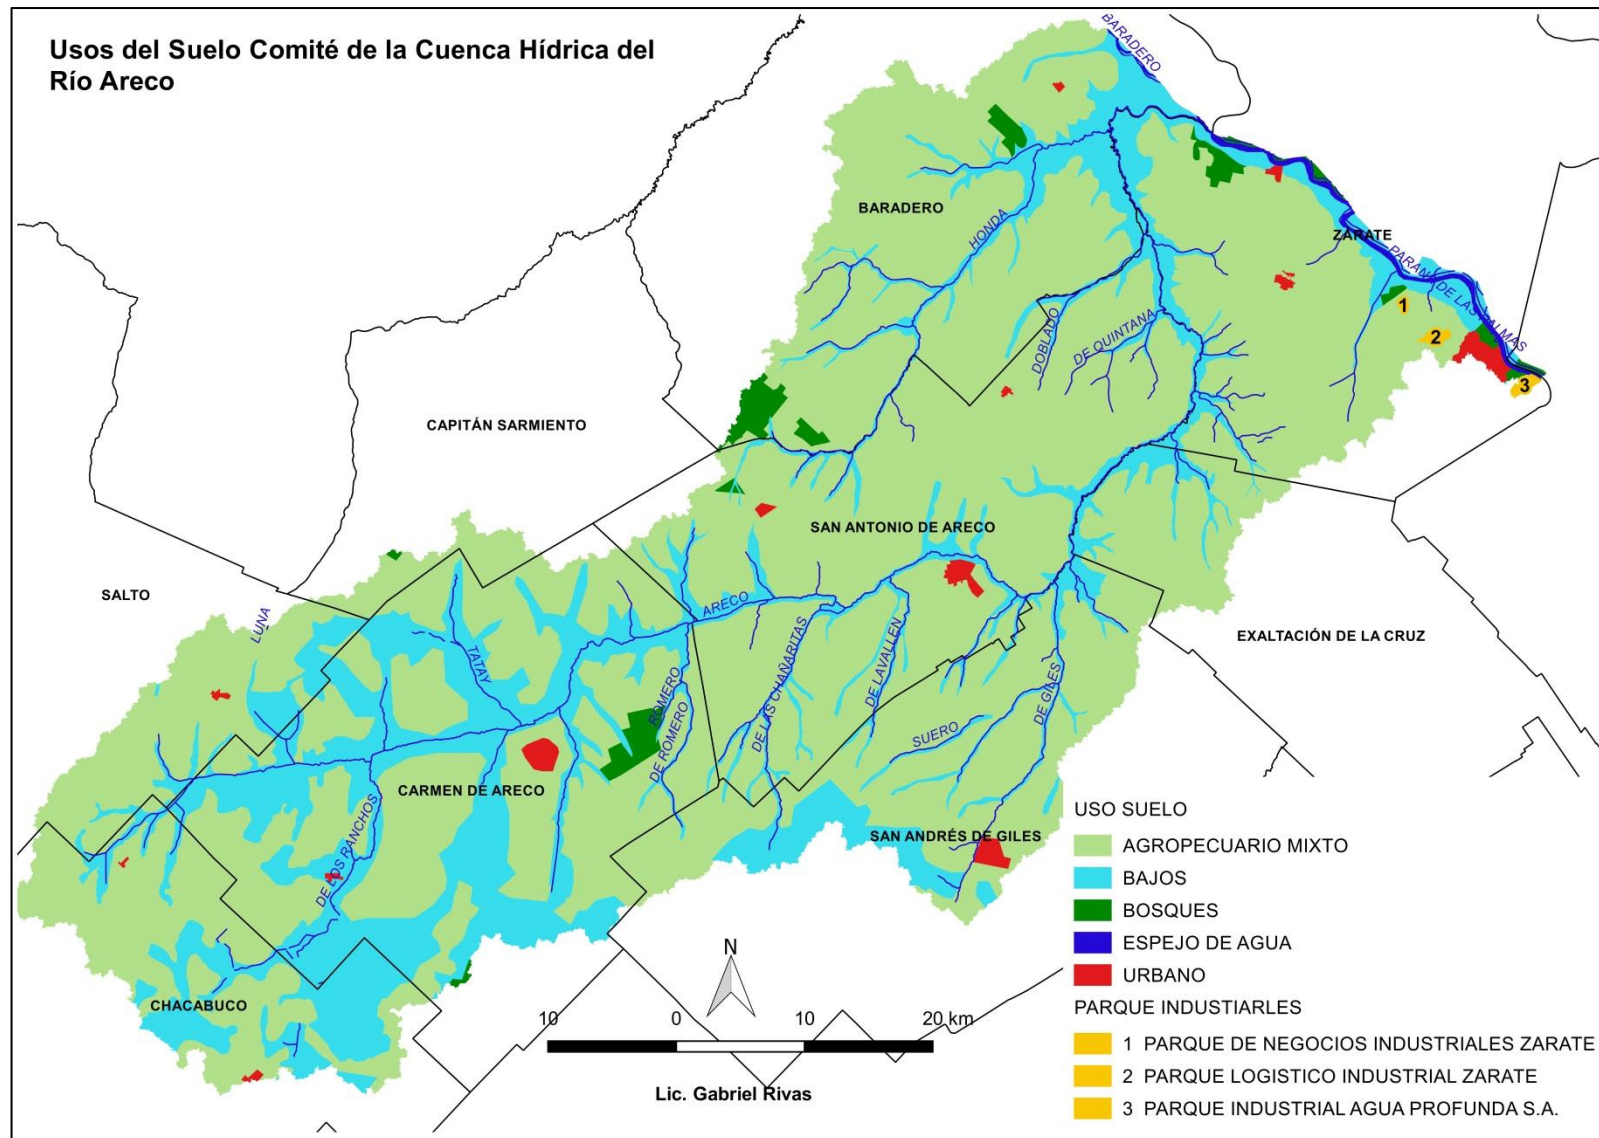 Usos del Suelo Comité de la Cuenca Hídrica del
Río Areco
BARADERO
BARADERO
HONDA
ZÁRATE
PARANÁ DE LAS PALMAS
DOBLADO
DE QUINTANA
1
2
3
CAPITÁN SARMIENTO
SAN ANTONIO DE ARECO
SALTO
LUNA
ARECO
TATAY
EXALTACIÓN DE LA CRUZ
ROMERO
DE ROMERO
DE LAS CHAÑARITAS
DE LAVALLEN
SUERO
DE GILES
CARMEN DE ARECO
DE LOS RANCHOS
SAN ANDRÉS DE GILES
CHACABUCO
N
10 0 10 20 km
Lic. Gabriel Rivas
USO SUELO
AGROPECUARIO MIXTO
BAJOS
BOSQUES
ESPEJO DE AGUA
URBANO
PARQUE INDUSTIARLES
1 PARQUE DE NEGOCIOS INDUSTRIALES ZARATE
2 PARQUE LOGISTICO INDUSTRIAL ZARATE
3 PARQUE INDUSTRIAL AGUA PROFUNDA S.A.